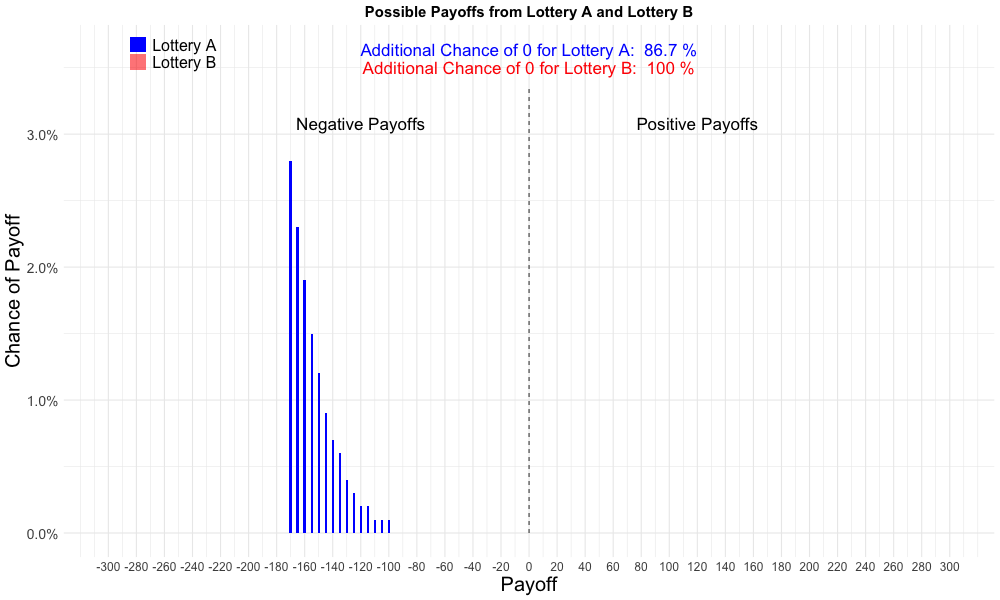 Possible Payoffs from Lottery A and Lottery B
Lottery A
Lottery B
Additional Chance of 0 for Lottery A: 86.7 %
Additional Chance of 0 for Lottery B: 100 %
Negative Payoffs
Positive Payoffs
3.0%
2.0%
1.0%
0.0%
Chance of Payoff
-300 -280 -260 -240 -220 -200 -180 -160 -140 -120 -100 -80 -60 -40 -20 0 20 40 60 80 100 120 140 160 180 200 220 240 260 280 300
Payoff